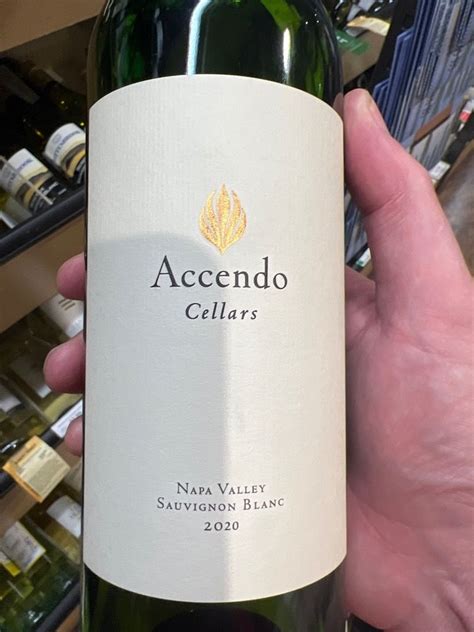 Accendo
Cellars
NAPA VALLEY
SAUVIGNON BLANC
2020